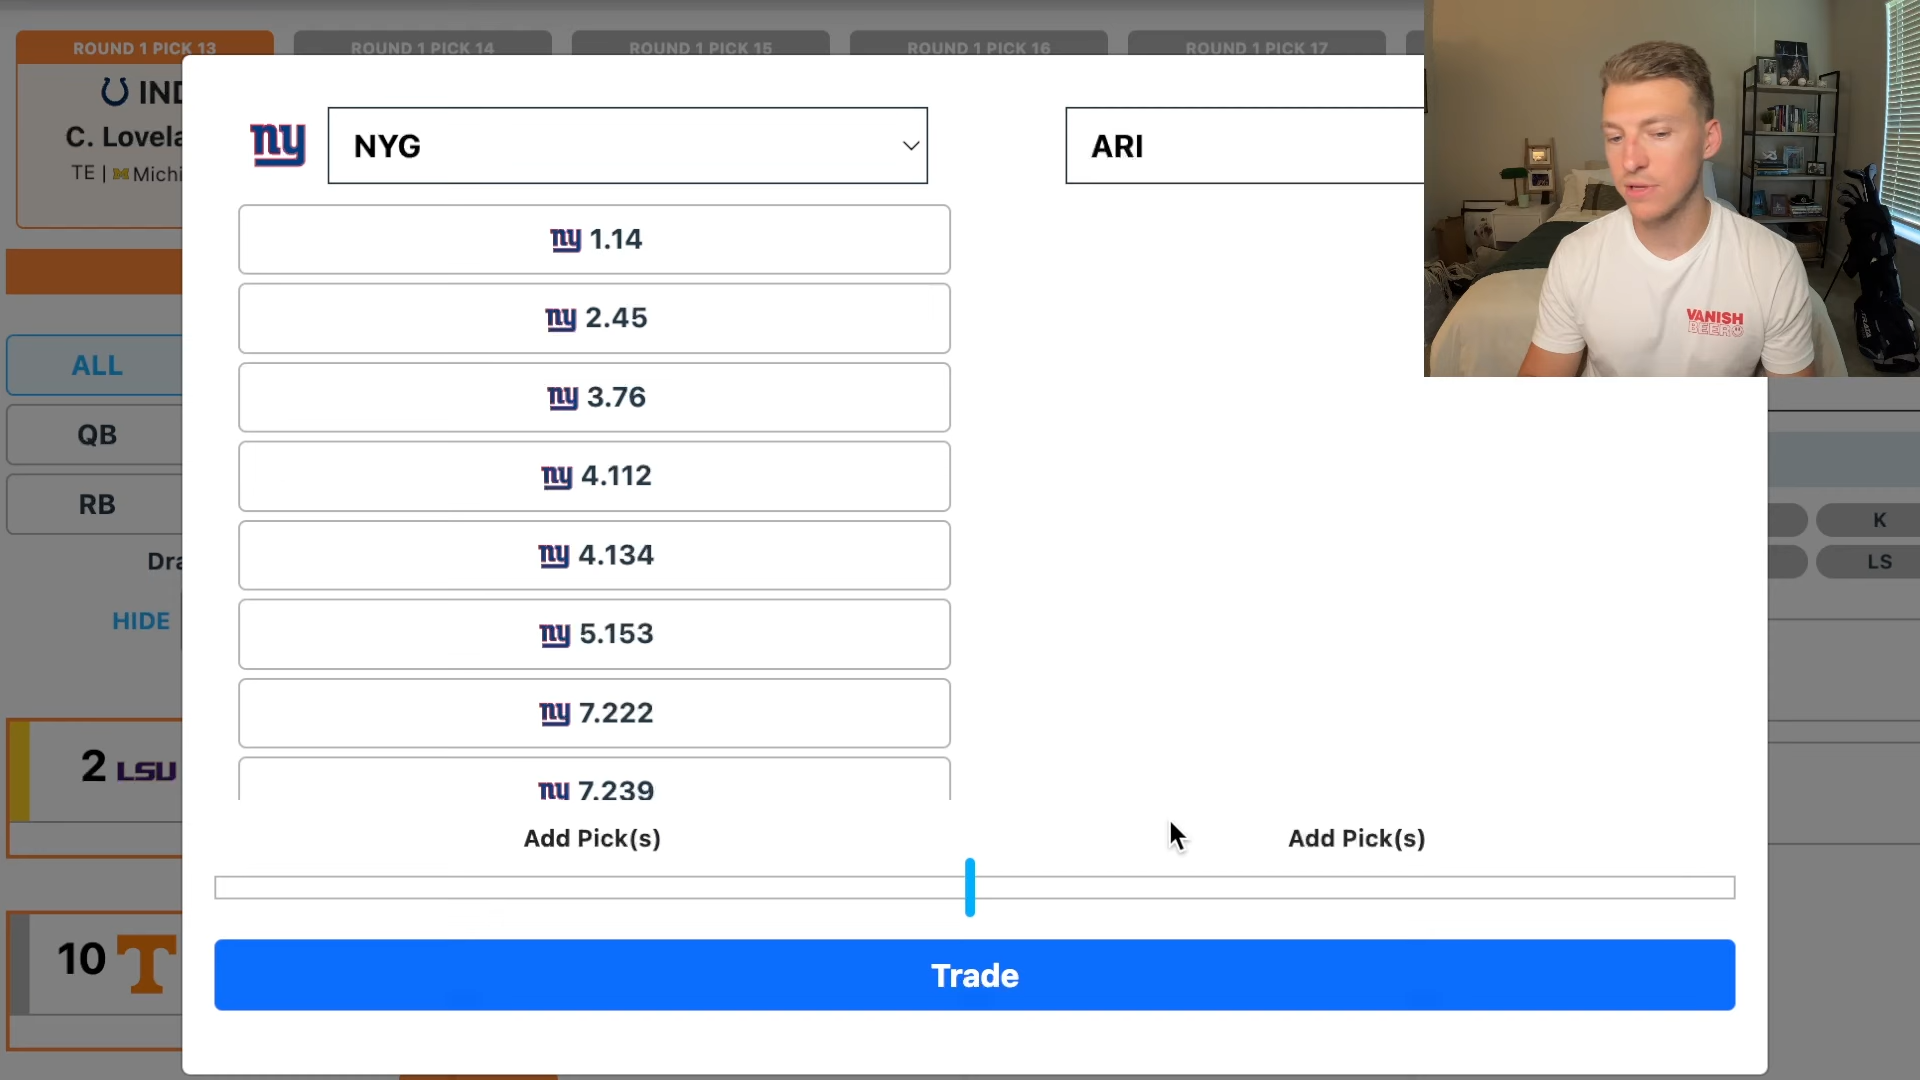 ROUND 1 PICK 13
ROUND 1 PICK 14
ROUND 1 PICK 15
ROUND 1 PICK 16
ROUND 1 PICK 17
IND
C. Lovela
TE | M Michi
ny NYG
ARI
ny 1.14
ny 2.45
ny 3.76
ny 4.112
ny 4.134
ny 5.153
ny 7.222
ny 7.239
ALL
QB
RB
Dra
HIDE
2 LSU
10 T
K
LS
VANISH
BEER
Add Pick(s)
Add Pick(s)
Trade